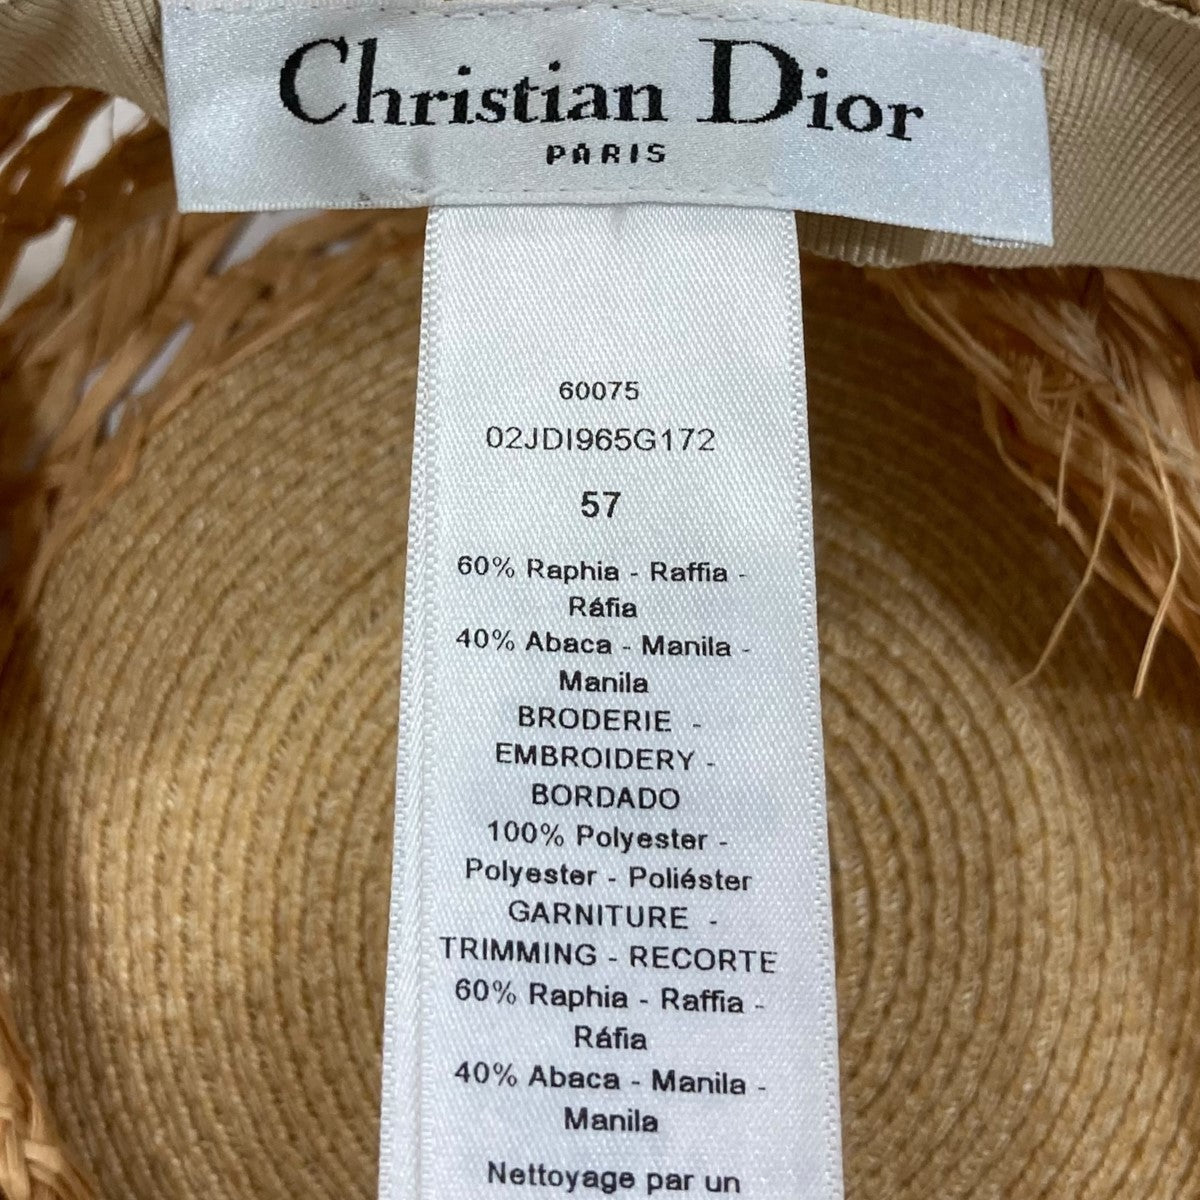 Christian Dior
PARIS
60075
02JDI965G172
57
60% Raphia - Raffia -
Ráfia
40% Abaca - Manila -
Manila
BRODERIE -
EMBROIDERY -
BORDADO
100% Polyester -
Polyester - Poliéster
GARNITURE -
TRIMMING - RECORTE
60% Raphia - Raffia -
Ráfia
40% Abaca - Manila -
Manila
Nettoyage par un